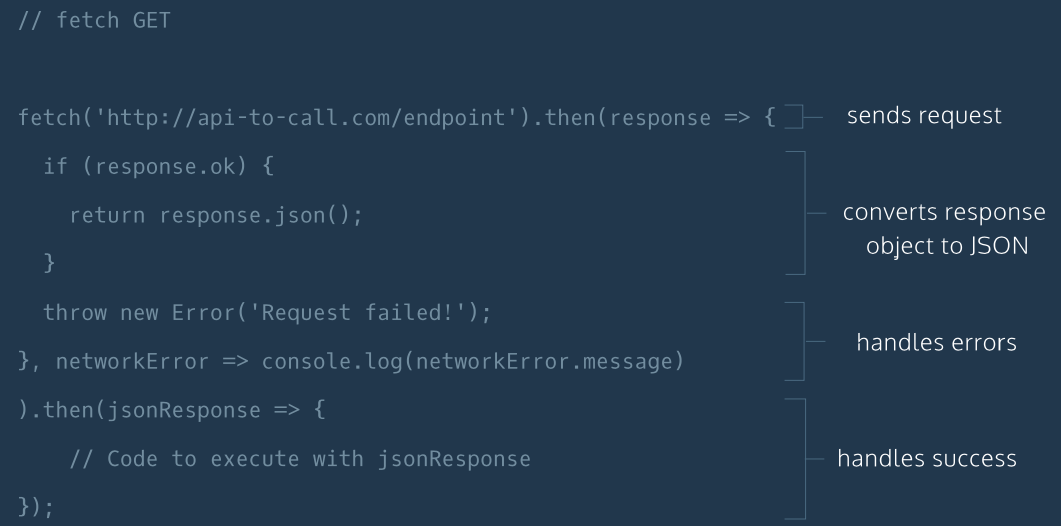 // fetch GET
fetch('http://api-to-call.com/endpoint').then(response => {
sends request
if (response.ok) {
return response.json();
}
converts response
object to JSON
throw new Error('Request failed!');
}, networkError => console.log(networkError.message)
handles errors
).then(jsonResponse => {
// Code to execute with jsonResponse
});
handles success